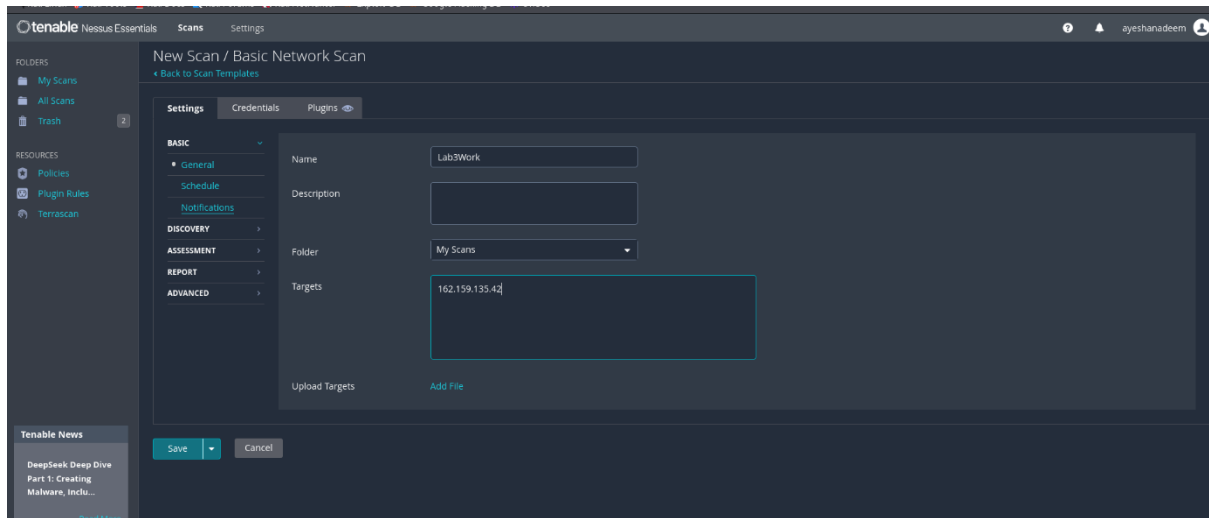 tenable Nessus Essentials Scans Settings ayeshanadeem
FOLDERS
My Scans
All Scans
Trash 2
RESOURCES
Policies
Plugin Rules
Terrascan
New Scan / Basic Network Scan
Back to Scan Templates
Settings Credentials Plugins
BASIC
General
Schedule
Notifications
DISCOVERY
ASSESSMENT
REPORT
ADVANCED
Name Lab3Work
Description
Folder My Scans
Targets 162.159.135.42
Upload Targets Add File
Save Cancel
Tenable News
DeepSeek Deep Dive
Part 1: Creating
Malware, Inclu...